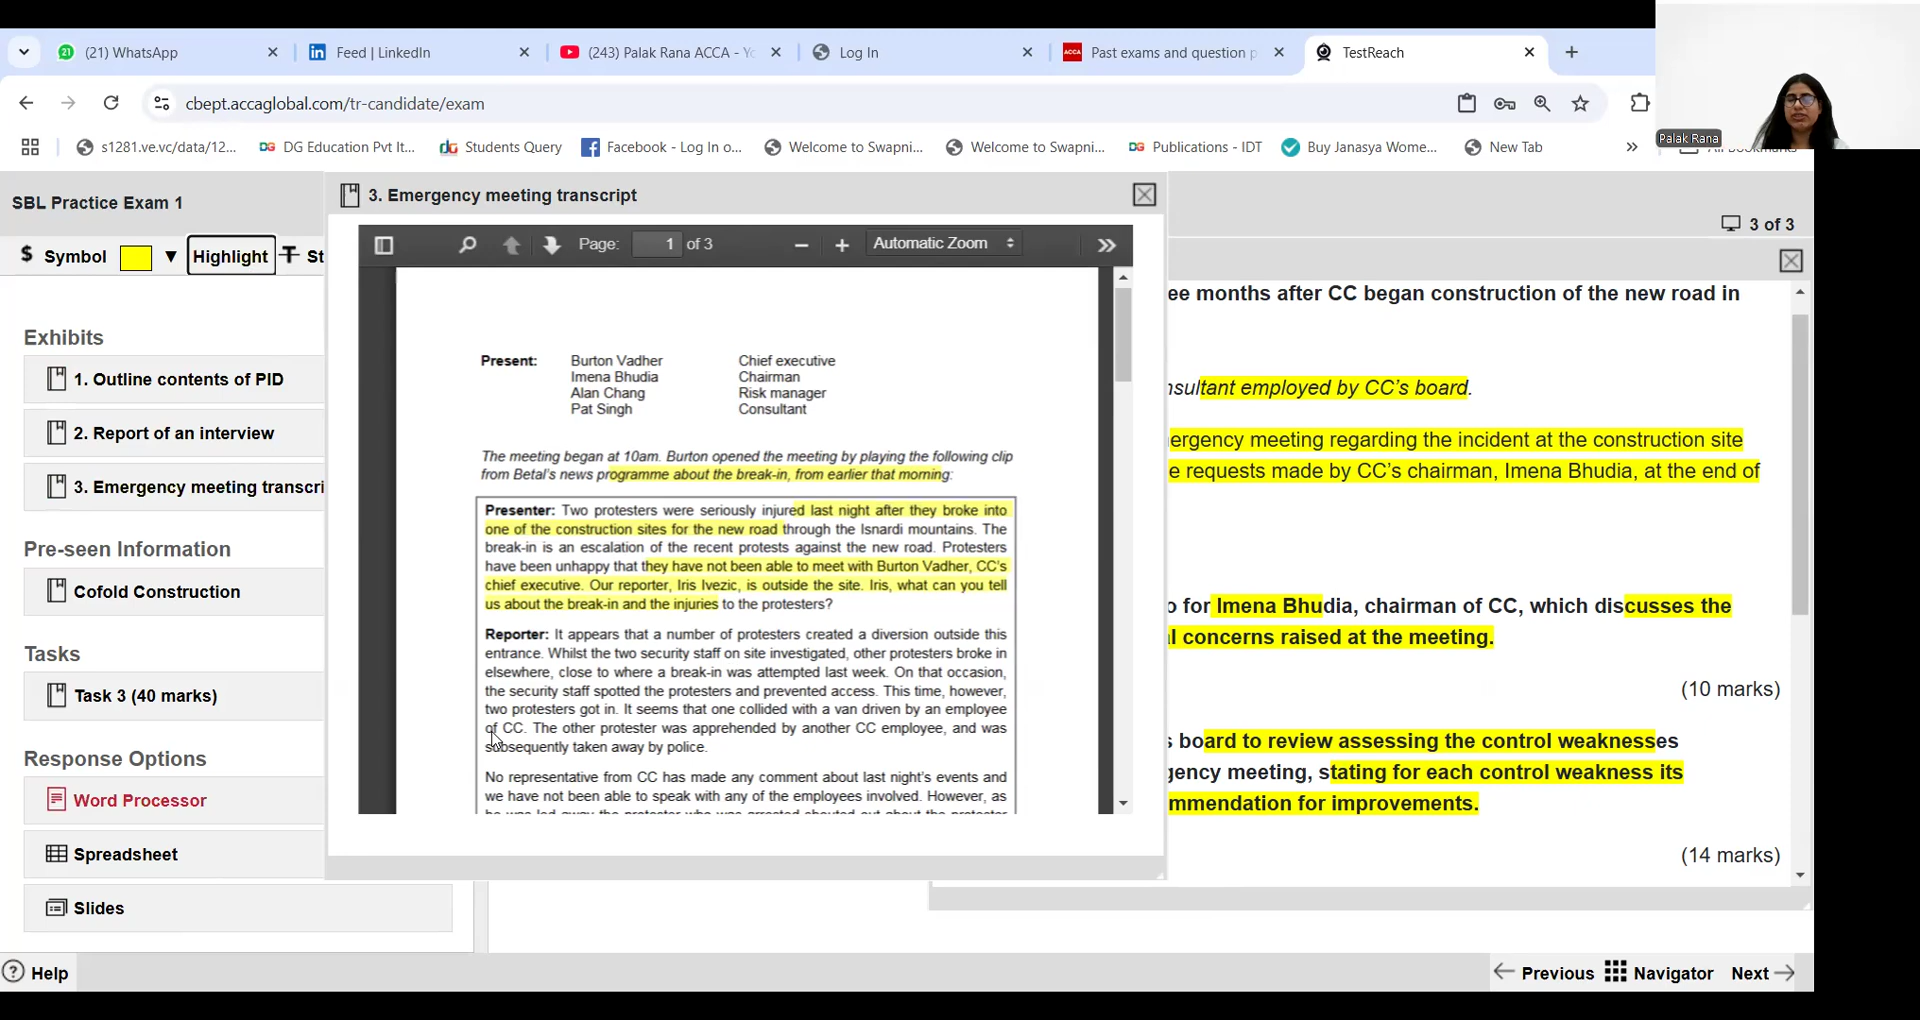 (21) WhatsApp
Feed | LinkedIn
(243) Palak Rana ACCA - Yo
Log In
Past exams and question p
TestReach
cbept.accaglobal.com/tr-candidate/exam
s1281.ve.vc/data/12...
DG Education Pvt lt...
Students Query
Facebook - Log In o...
Welcome to Swapni...
Welcome to Swapni...
Publications - IDT
Buy Janasya Wome...
New Tab
Palak Rana
SBL Practice Exam 1
3. Emergency meeting transcript
3 of 3
Symbol
Highlight
St
Page: 1 of 3
Automatic Zoom
Exhibits
1. Outline contents of PID
2. Report of an interview
3. Emergency meeting transcri
Pre-seen Information
Cofold Construction
Tasks
Task 3 (40 marks)
Response Options
Word Processor
Spreadsheet
Slides
Present: Burton Vadher Chief executive
Imena Bhudia Chairman
Alan Chang Risk manager
Pat Singh Consultant
The meeting began at 10am. Burton opened the meeting by playing the following clip
from Betal's news programme about the break-in, from earlier that morning:
Presenter: Two protesters were seriously injured last night after they broke into
one of the construction sites for the new road through the Isnardi mountains. The
break-in is an escalation of the recent protests against the new road. Protesters
have been unhappy that they have not been able to meet with Burton Vadher, CC's
chief executive. Our reporter, Iris Ivezic, is outside the site. Iris, what can you tell
us about the break-in and the injuries to the protesters?
Reporter: It appears that a number of protesters created a diversion outside this
entrance. Whilst the two security staff on site investigated, other protesters broke in
elsewhere, close to where a break-in was attempted last week. On that occasion,
the security staff spotted the protesters and prevented access. This time, however,
two protesters got in. It seems that one collided with a van driven by an employee
of CC. The other protester was apprehended by another CC employee, and was
subsequently taken away by police.
No representative from CC has made any comment about last night's events and
we have not been able to speak with any of the employees involved. However, as
ee months after CC began construction of the new road in
nsultant employed by CC's board.
ergency meeting regarding the incident at the construction site
e requests made by CC's chairman, Imena Bhudia, at the end of
o for Imena Bhudia, chairman of CC, which discusses the
l concerns raised at the meeting.
(10 marks)
s board to review assessing the control weaknesses
gency meeting, stating for each control weakness its
mmendation for improvements.
(14 marks)
Help
Previous
Navigator
Next